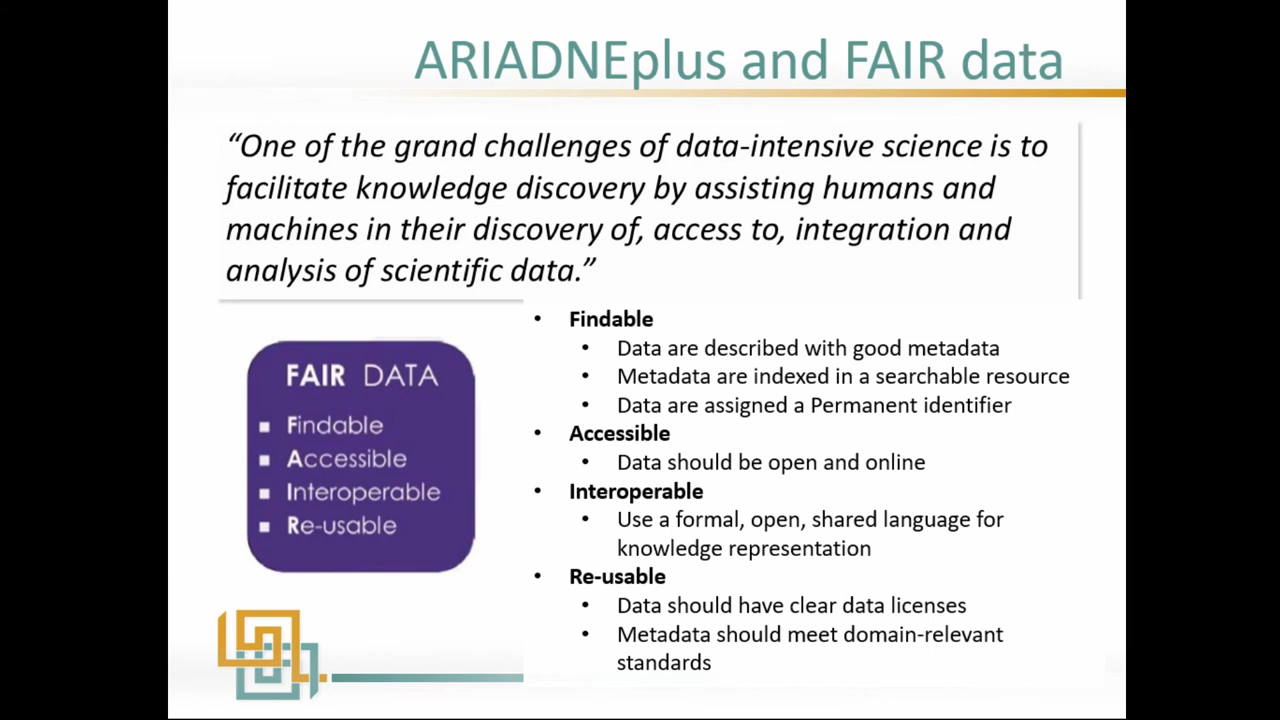 ARIADNEplus and FAIR data
“One of the grand challenges of data-intensive science is to
facilitate knowledge discovery by assisting humans and
machines in their discovery of, access to, integration and
analysis of scientific data.”
FAIR DATA
▪ Findable
▪ Accessible
▪ Interoperable
▪ Re-usable
• Findable
• Data are described with good metadata
• Metadata are indexed in a searchable resource
• Data are assigned a Permanent identifier
• Accessible
• Data should be open and online
• Interoperable
• Use a formal, open, shared language for
knowledge representation
• Re-usable
• Data should have clear data licenses
• Metadata should meet domain-relevant
standards